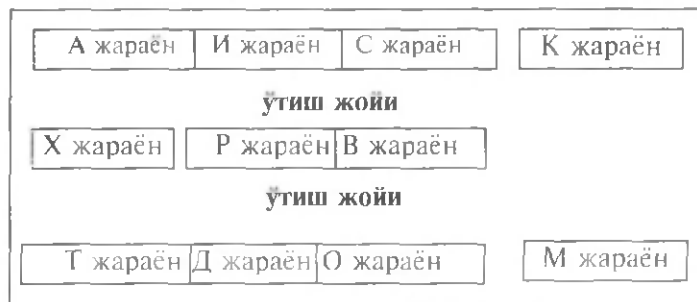 А жараён И жараён С жараён К жараён
ўтиш жойи
Х жараён Р жараён В жараён
ўтиш жойи
Т жараён Д жараён О жараён М жараён